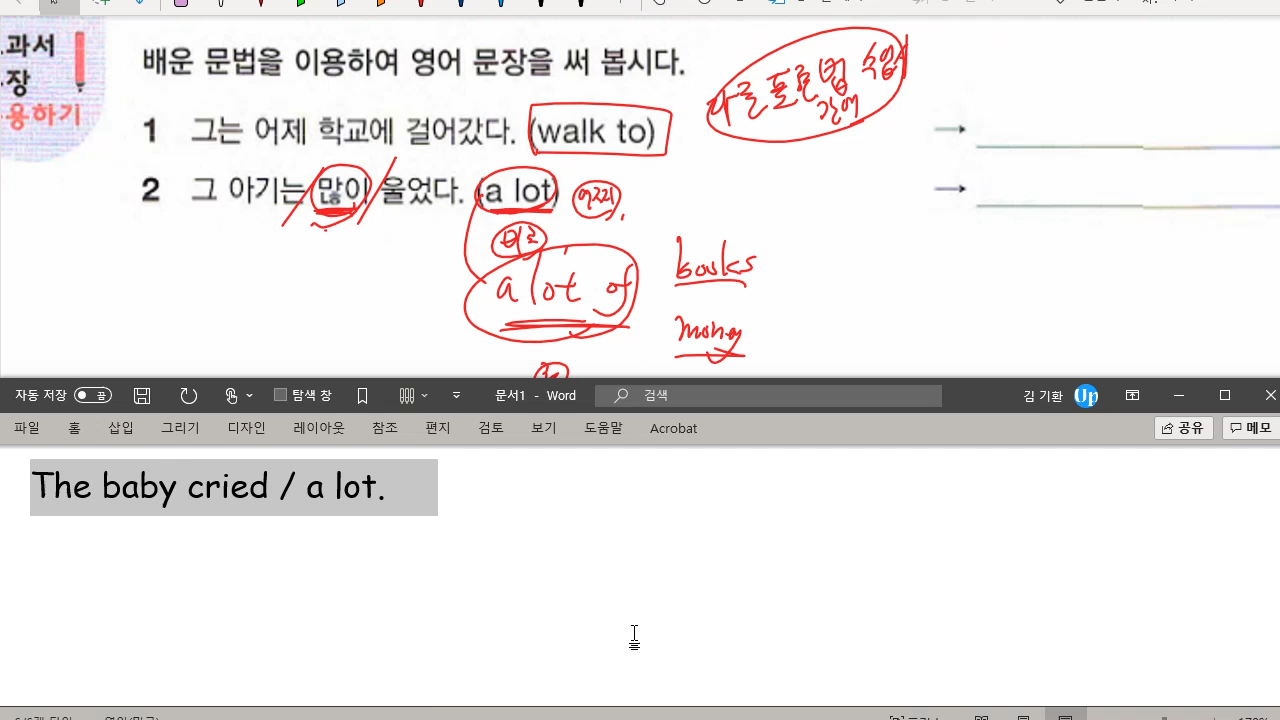 과서
장
용하기
배운 문법을 이용하여 영어 문장을 써 봅시다.
1 그는 어제 학교에 걸어갔다. (walk to) →
2 그 아기는 많이 울었다. (a lot) →
a lot of
books
money
자동 저장 탐색 창 문서1 - Word 검색 김 기환 Up
파일 홈 삽입 그리기 디자인 레이아웃 참조 편지 검토 보기 도움말 Acrobat 공유 메모
The baby cried / a lot.